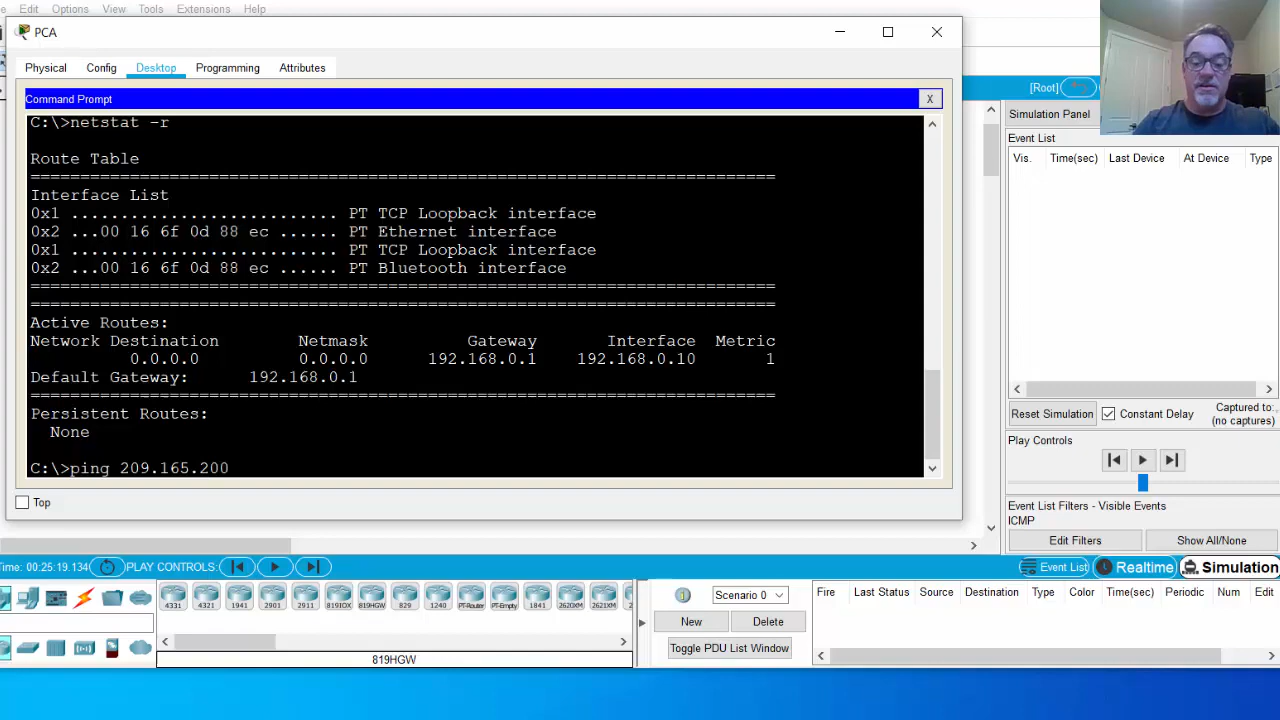 Edit Options View Tools Extensions Help
PCA
Physical Config Desktop Programming Attributes
Command Prompt X
C:\>netstat -r
Route Table
===========================================================================
Interface List
0x1 ........................... PT TCP Loopback interface
0x2 ...00 16 6f 0d 88 ec ...... PT Ethernet interface
0x1 ........................... PT TCP Loopback interface
0x2 ...00 16 6f 0d 88 ec ...... PT Bluetooth interface
===========================================================================
===========================================================================
Active Routes:
Network Destination Netmask Gateway Interface Metric
0.0.0.0 0.0.0.0 192.168.0.1 192.168.0.10 1
Default Gateway: 192.168.0.1
===========================================================================
Persistent Routes:
None
C:\>ping 209.165.200
Top
[Root]
Simulation Panel
Event List
Vis. Time(sec) Last Device At Device Type
Reset Simulation Constant Delay Captured to:
(no captures)
Play Controls
Event List Filters - Visible Events
ICMP
Edit Filters Show All/None
Time: 00:25:19.134 PLAY CONTROLS: Event List Realtime Simulation
4331 4321 1941 2901 2911 819IOX 819HGW 829 1240 PT-Router PT-Empty 1841 2620XM 2621XM
819HGW
Scenario 0
New Delete
Toggle PDU List Window
Fire Last Status Source Destination Type Color Time(sec) Periodic Num Edit